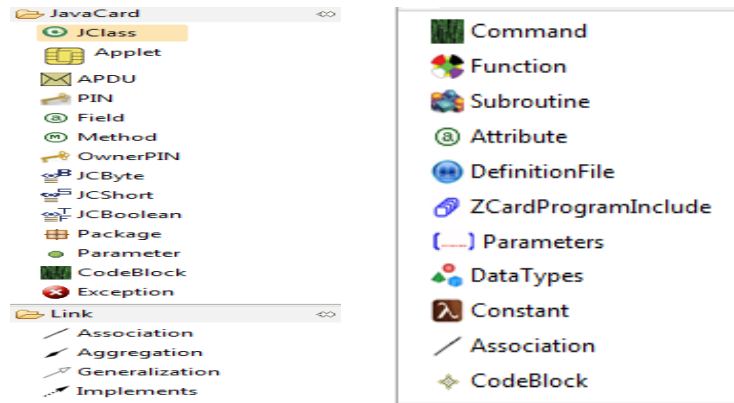 JavaCard
JClass
Applet
APDU
PIN
Field
Method
OwnerPIN
JCByte
JCShort
JCBoolean
Package
Parameter
CodeBlock
Exception
Link
Association
Aggregation
Generalization
Implements
Command
Function
Subroutine
Attribute
DefinitionFile
ZCardProgramInclude
Parameters
DataTypes
Constant
Association
CodeBlock